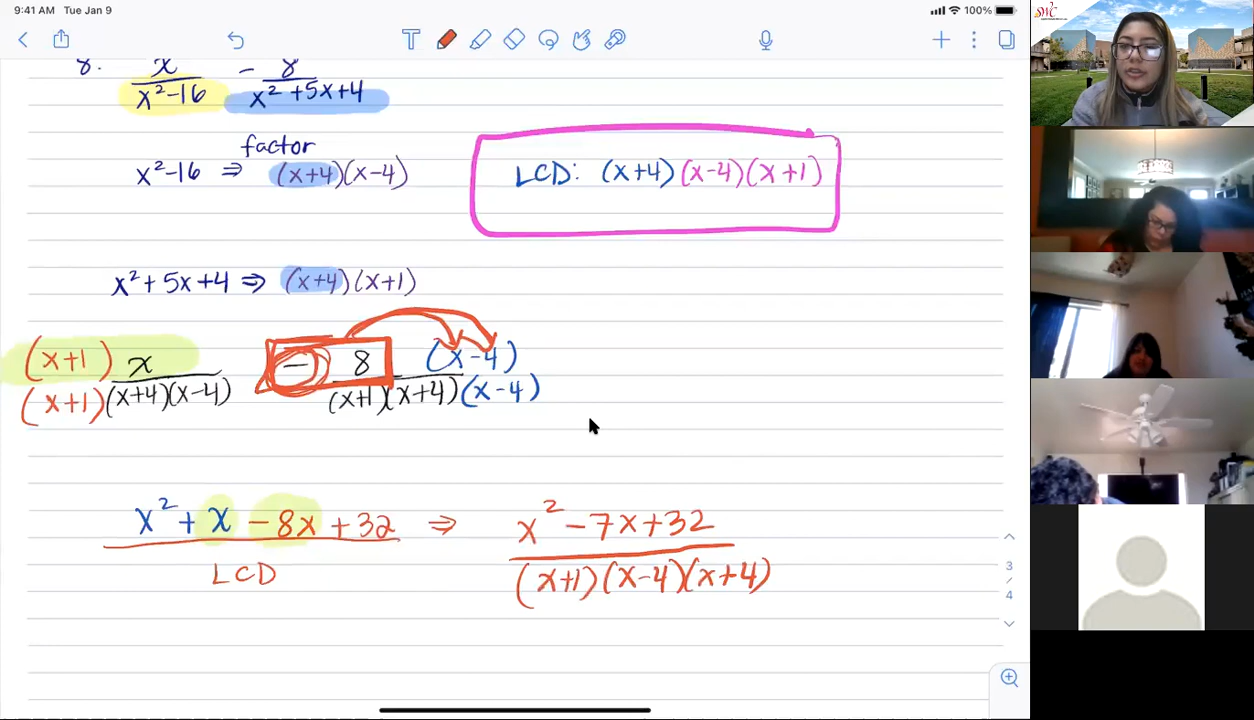 9:41 AM Tue Jan 9
100%
T
8. x/(x²-16) - 8/(x²+5x+4)
factor
x²-16 ⇒ (x+4)(x-4)
LCD: (x+4)(x-4)(x+1)
x²+5x+4 ⇒ (x+4)(x+1)
(x+1) x - 8 (x-4)
(x+1)(x+4)(x-4) (x+1)(x+4)(x-4)
x²+x-8x+32 ⇒ x²-7x+32
LCD (x+1)(x-4)(x+4)
3
/
4
SWC